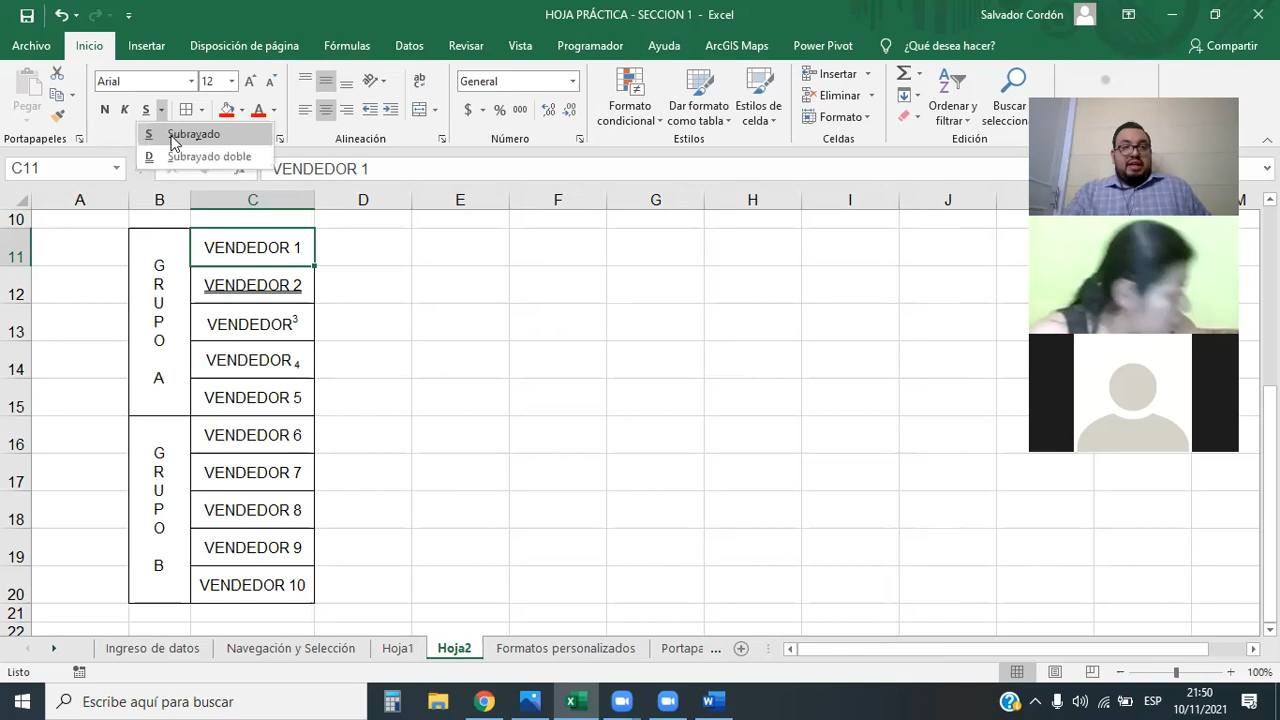 HOJA PRÁCTICA - SECCION 1 - Excel
Salvador Cordón
Archivo Inicio Insertar Disposición de página Fórmulas Datos Revisar Vista Programador Ayuda ArcGIS Maps Power Pivot ¿Qué desea hacer? Compartir
Pegar
Arial 12
N K S
General
$ % 000
Formato condicional
Dar formato como tabla
Estilos de celda
Insertar
Eliminar
Formato
Ordenar y filtrar
Buscar y seleccionar
Portapapeles Alineación Número Estilos Celdas Edición
S Subrayado
D Subrayado doble
C11 VENDEDOR 1
A B C D E F G H I J M
10
11 VENDEDOR 1
12 VENDEDOR 2
13 VENDEDOR3
14 VENDEDOR 4
15 VENDEDOR 5
16 VENDEDOR 6
17 VENDEDOR 7
18 VENDEDOR 8
19 VENDEDOR 9
20 VENDEDOR 10
21
22
GRUPO A
GRUPO B
Ingreso de datos Navegación y Selección Hoja1 Hoja2 Formatos personalizados Portapa ...
Listo 100%
Escribe aquí para buscar
ESP
21:50
10/11/2021